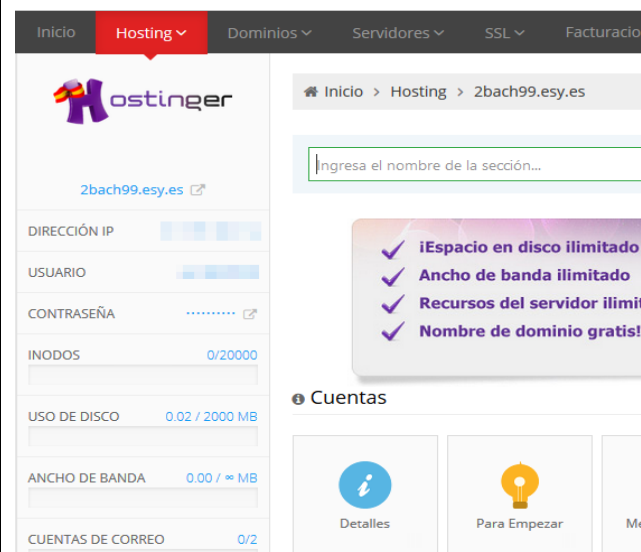 Inicio Hosting Dominios Servidores SSL
Hostinger
Inicio > Hosting > 2bach99.esy.es
Ingresa el nombre de la sección...
2bach99.esy.es
DIRECCIÓN IP
USUARIO
CONTRASEÑA ··········
INODOS 0/20000
USO DE DISCO 0.02 / 2000 MB
ANCHO DE BANDA 0.00 / ∞ MB
CUENTAS DE CORREO 0/2
¡Espacio en disco ilimitado
Ancho de banda ilimitado
Recursos del servidor
Nombre de dominio gratis!
Cuentas
Detalles
Para Empezar